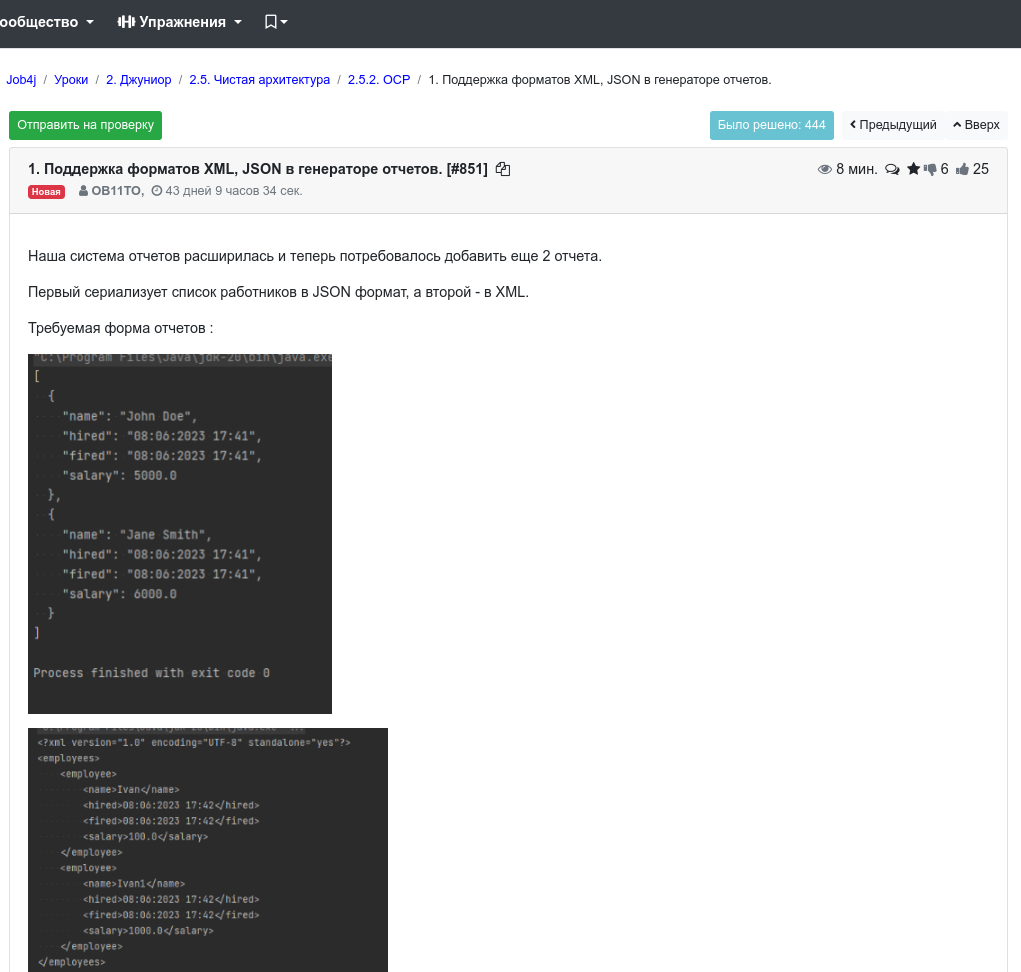 ообщество Упражнения
Job4j / Уроки / 2. Джуниор / 2.5. Чистая архитектура / 2.5.2. OCP / 1. Поддержка форматов XML, JSON в генераторе отчетов.
Отправить на проверку Было решено: 444 Предыдущий Вверх
1. Поддержка форматов XML, JSON в генераторе отчетов. [#851] 8 мин. 6 25
Новая OB11TO, 43 дней 9 часов 34 сек.
Наша система отчетов расширилась и теперь потребовалось добавить еще 2 отчета.
Первый сериализует список работников в JSON формат, а второй - в XML.
Требуемая форма отчетов :
"C:\Program Files\Java\jdk-20\bin\java.exe
[
{
"name": "John Doe",
"hired": "08:06:2023 17:41",
"fired": "08:06:2023 17:41",
"salary": 5000.0
},
{
"name": "Jane Smith",
"hired": "08:06:2023 17:41",
"fired": "08:06:2023 17:41",
"salary": 6000.0
}
]
Process finished with exit code 0
"C:\Program Files\Java\jdk-20\bin\java.exe" ...
<?xml version="1.0" encoding="UTF-8" standalone="yes"?>
<employees>
<employee>
<name>Ivan</name>
<hired>08:06:2023 17:42</hired>
<fired>08:06:2023 17:42</fired>
<salary>100.0</salary>
</employee>
<employee>
<name>Ivan1</name>
<hired>08:06:2023 17:42</hired>
<fired>08:06:2023 17:42</fired>
<salary>1000.0</salary>
</employee>
</employees>